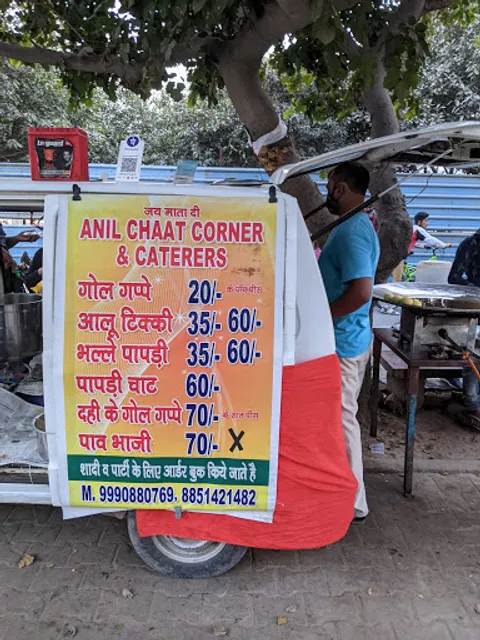 जय माता दी
ANIL CHAAT CORNER
& CATERERS
गोल गप्पे 20/- के पाँच पीस
आलू टिक्की 35/- 60/-
भल्ले पापड़ी 35/- 60/-
पापड़ी चाट 60/-
दही के गोल गप्पे 70/- के सात पीस
पाव भाजी 70/- X
शादी व पार्टी के लिए आर्डर बुक किये जाते है
M. 9990880769, 8851421482